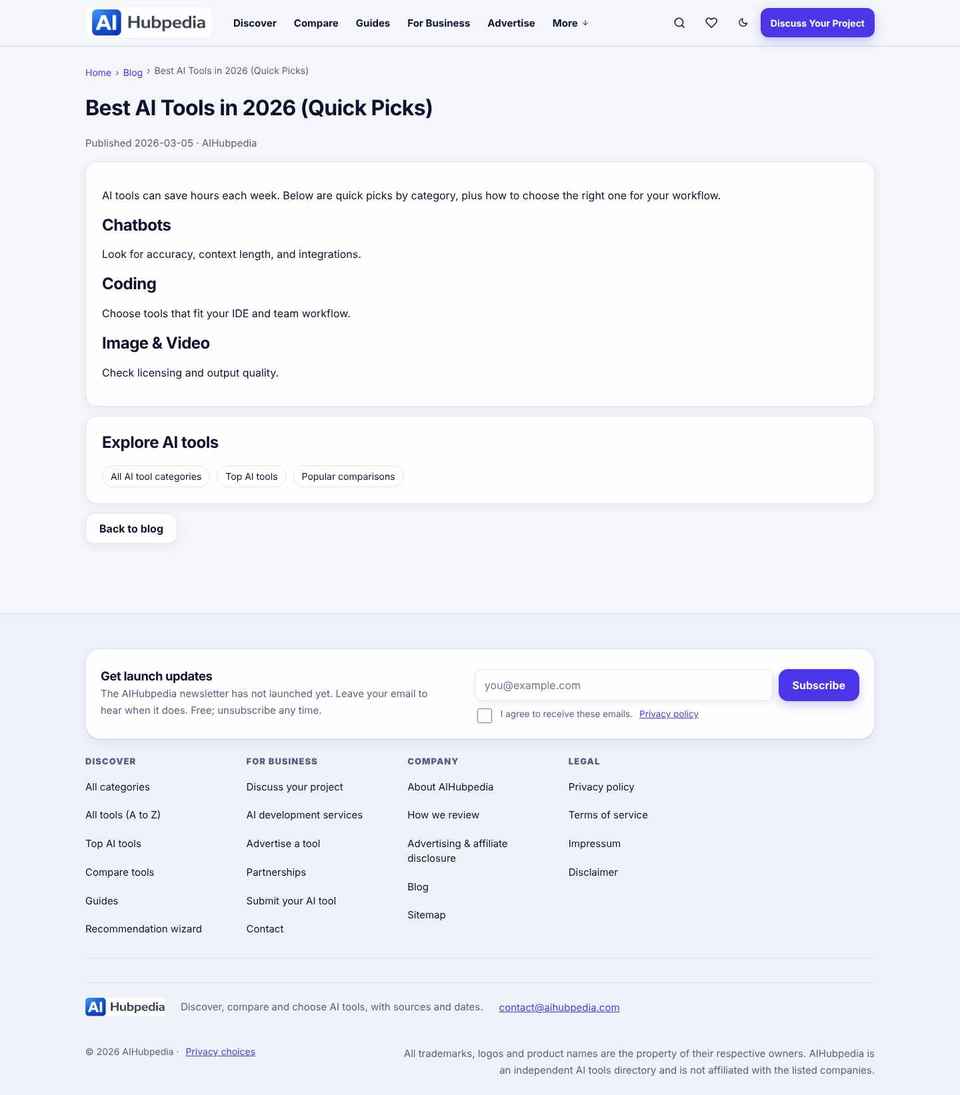 AI Hubpedia
Discover Compare Guides For Business Advertise More ↓
Discuss Your Project
Home › Blog › Best AI Tools in 2026 (Quick Picks)
Best AI Tools in 2026 (Quick Picks)
Published 2026-03-05 · AIHubpedia
AI tools can save hours each week. Below are quick picks by category, plus how to choose the right one for your workflow.
Chatbots
Look for accuracy, context length, and integrations.
Coding
Choose tools that fit your IDE and team workflow.
Image & Video
Check licensing and output quality.
Explore AI tools
All AI tool categories Top AI tools Popular comparisons
Back to blog
Get launch updates
The AIHubpedia newsletter has not launched yet. Leave your email to
hear when it does. Free; unsubscribe any time.
you@example.com Subscribe
I agree to receive these emails. Privacy policy
DISCOVER
All categories
All tools (A to Z)
Top AI tools
Compare tools
Guides
Recommendation wizard
FOR BUSINESS
Discuss your project
AI development services
Advertise a tool
Partnerships
Submit your AI tool
Contact
COMPANY
About AIHubpedia
How we review
Advertising & affiliate
disclosure
Blog
Sitemap
LEGAL
Privacy policy
Terms of service
Impressum
Disclaimer
AI Hubpedia Discover, compare and choose AI tools, with sources and dates. contact@aihubpedia.com
© 2026 AIHubpedia · Privacy choices
All trademarks, logos and product names are the property of their respective owners. AIHubpedia is
an independent AI tools directory and is not affiliated with the listed companies.